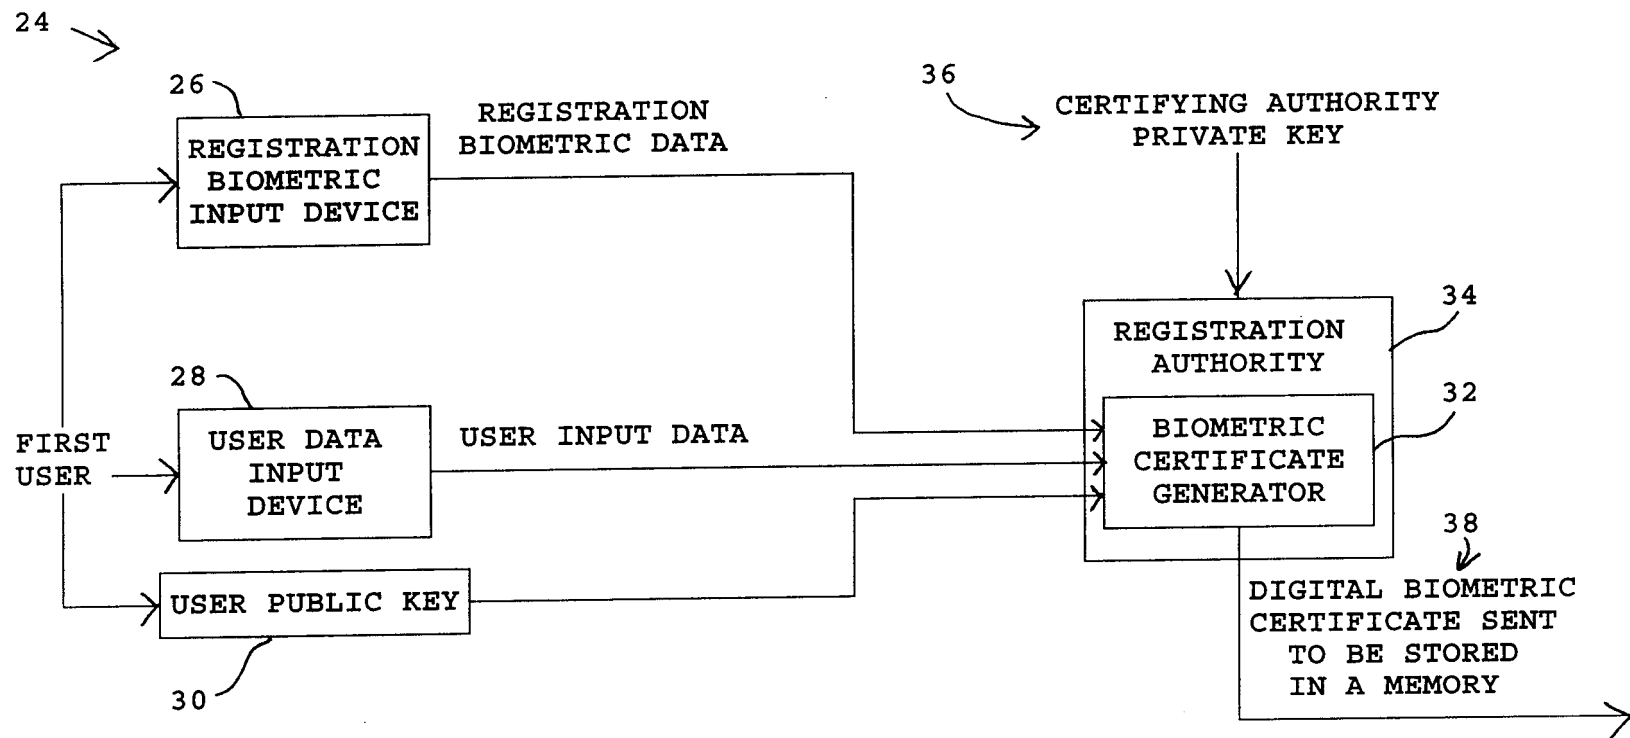 24
26
REGISTRATION
BIOMETRIC
INPUT DEVICE
REGISTRATION
BIOMETRIC DATA
36
CERTIFYING AUTHORITY
PRIVATE KEY
34
REGISTRATION
AUTHORITY
32
BIOMETRIC
CERTIFICATE
GENERATOR
28
USER DATA
INPUT
DEVICE
USER INPUT DATA
FIRST
USER
USER PUBLIC KEY
30
38
DIGITAL BIOMETRIC
CERTIFICATE SENT
TO BE STORED
IN A MEMORY